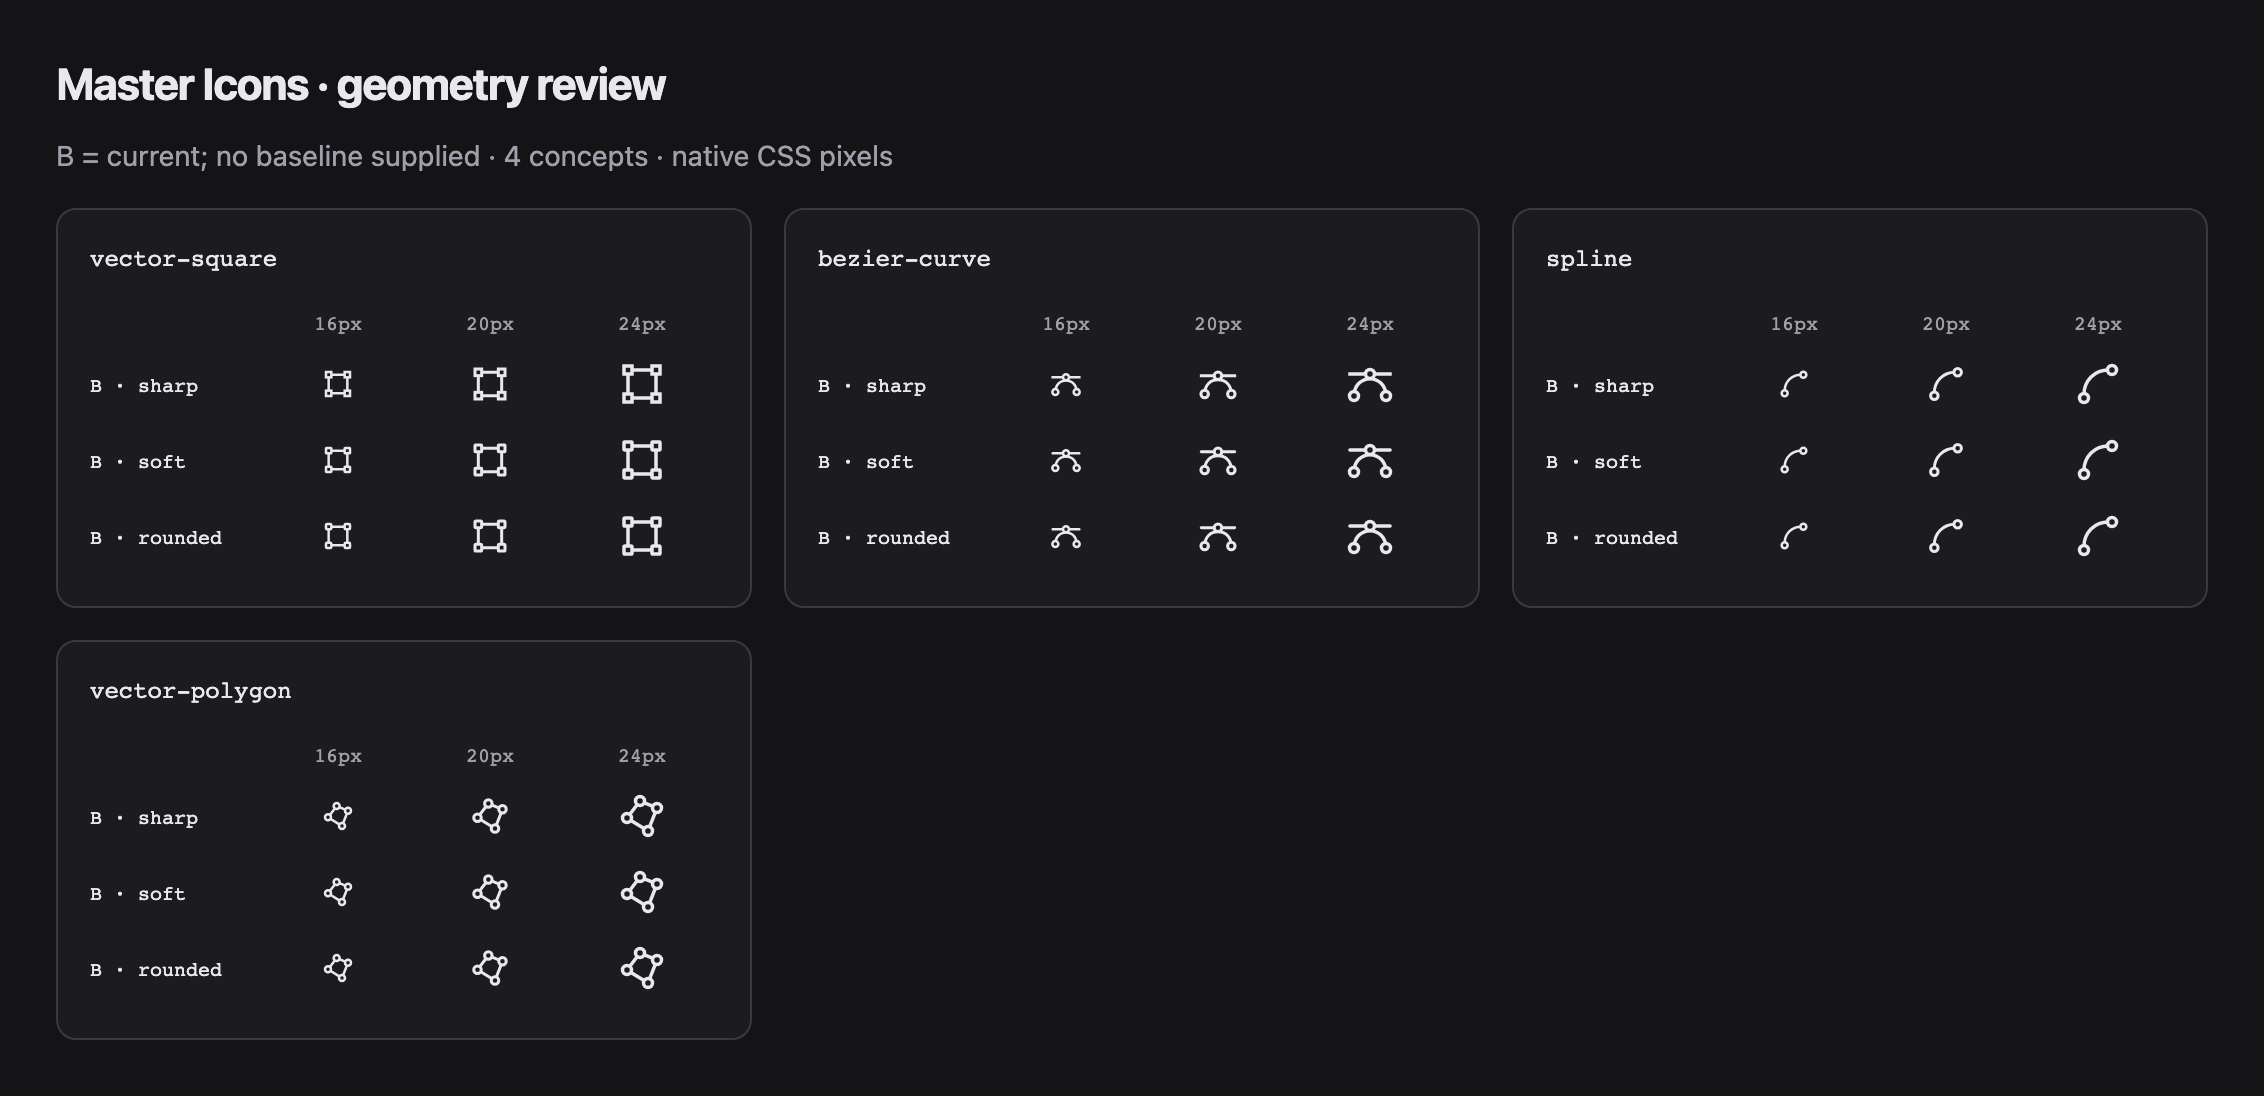 Master Icons · geometry review
B = current; no baseline supplied · 4 concepts · native CSS pixels
vector-square
16px 20px 24px
B · sharp
B · soft
B · rounded
bezier-curve
16px 20px 24px
B · sharp
B · soft
B · rounded
spline
16px 20px 24px
B · sharp
B · soft
B · rounded
vector-polygon
16px 20px 24px
B · sharp
B · soft
B · rounded